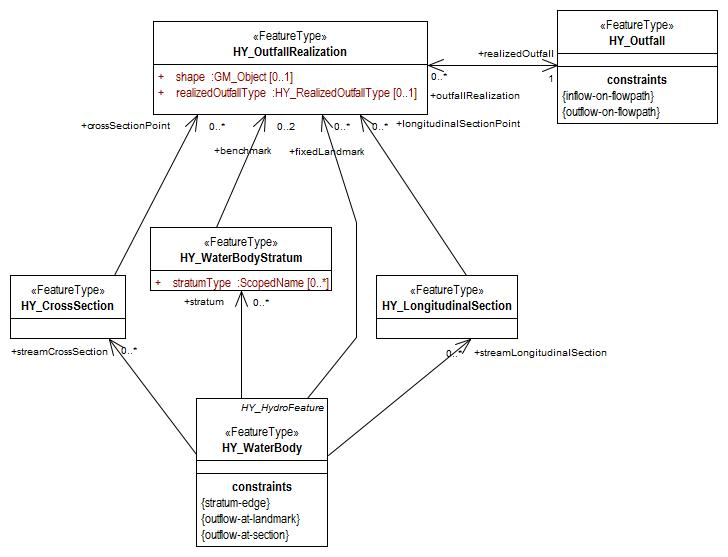 «FeatureType»
HY_OutfallRealization
+ shape :GM_Object [0..1]
+ realizedOutfallType :HY_RealizedOutfallType [0..1]
«FeatureType»
HY_Outfall
constraints
{inflow-on-flowpath}
{outflow-on-flowpath}
+realizedOutfall
0..*
1
+outfallRealization
+crossSectionPoint
0..*
0..2
0..*
0..*
+longitudinalSectionPoint
+benchmark
+fixedLandmark
«FeatureType»
HY_WaterBodyStratum
+ stratumType :ScopedName [0..*]
«FeatureType»
HY_CrossSection
«FeatureType»
HY_LongitudinalSection
+stratum
0..*
+streamCrossSection
0..*
0..*
+streamLongitudinalSection
HY_HydroFeature
«FeatureType»
HY_WaterBody
constraints
{stratum-edge}
{outflow-at-landmark}
{outflow-at-section}